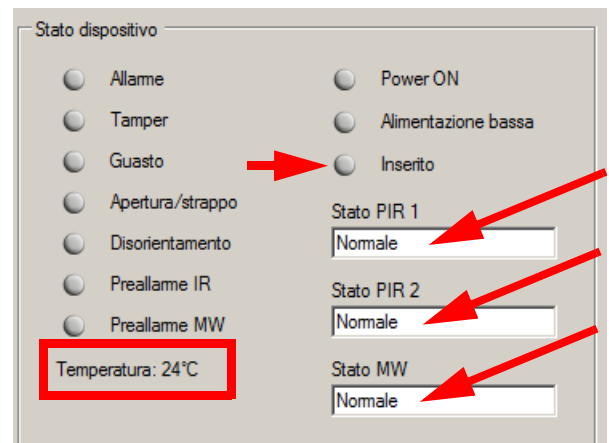 Stato dispositivo
Allarme
Tamper
Guasto
Apertura/strappo
Disorientamento
Preallarme IR
Preallarme MW
Temperatura: 24°C
Power ON
Alimentazione bassa
Inserito
Stato PIR 1
Normale
Stato PIR 2
Normale
Stato MW
Normale